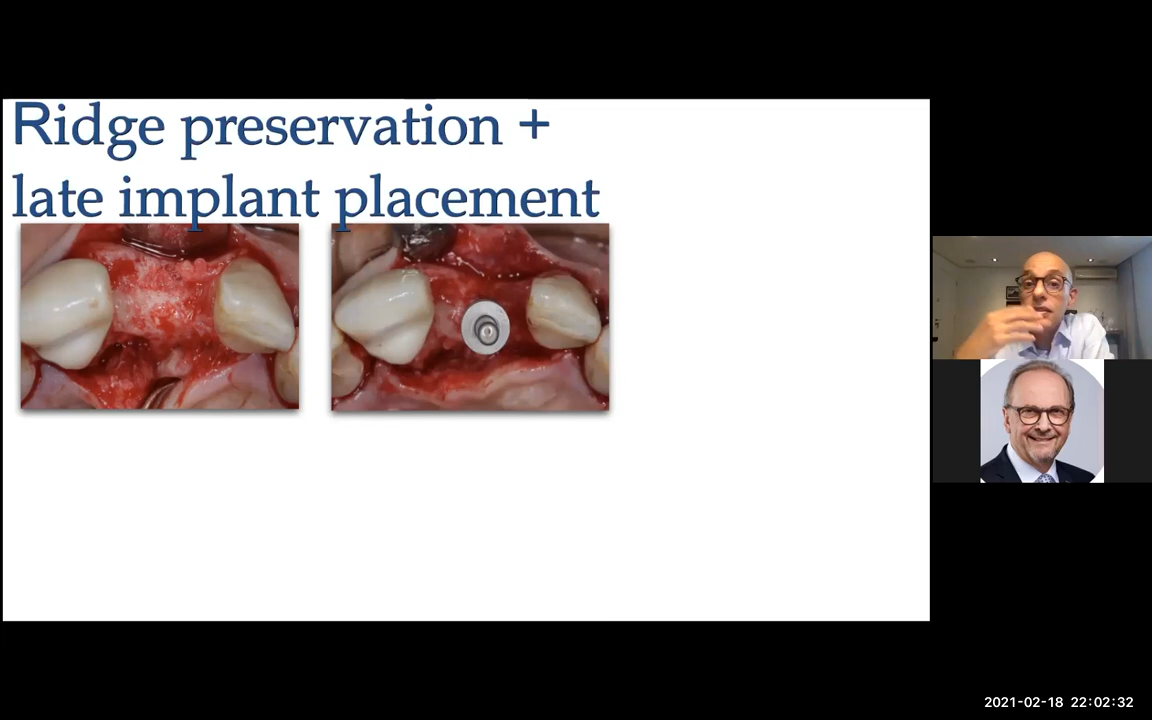 Ridge preservation +
late implant placement
2021-02-18 22:02:32